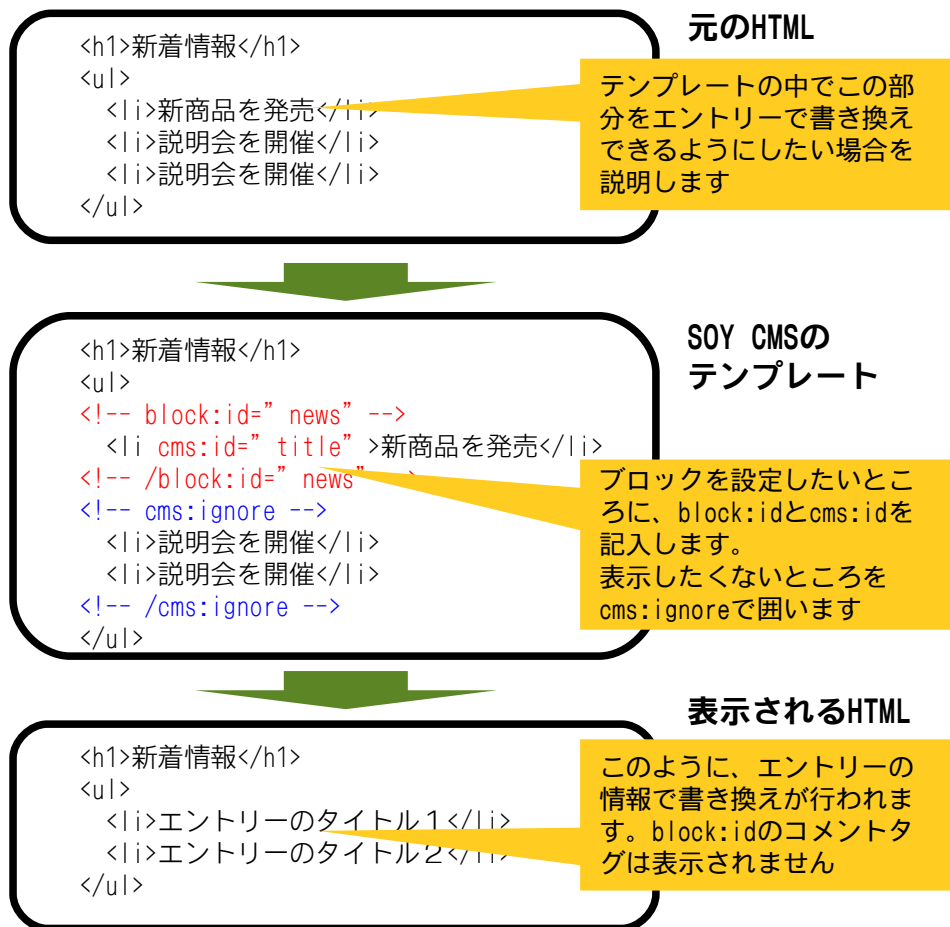 元のHTML
<h1>新着情報</h1>
<ul>
<li>新商品を発売</li>
<li>説明会を開催</li>
<li>説明会を開催</li>
</ul>
テンプレートの中でこの部
分をエントリーで書き換え
できるようにしたい場合を
説明します
SOY CMSの
テンプレート
<h1>新着情報</h1>
<ul>
<!-- block:id=”news” -->
<li cms:id=”title”>新商品を発売</li>
<!-- /block:id=”news” -->
<!-- cms:ignore -->
<li>説明会を開催</li>
<li>説明会を開催</li>
<!-- /cms:ignore -->
</ul>
ブロックを設定したいとこ
ろに、block:idとcms:idを
記入します。
表示したくないところを
cms:ignoreで囲います
表示されるHTML
<h1>新着情報</h1>
<ul>
<li>エントリーのタイトル１</li>
<li>エントリーのタイトル２</li>
</ul>
このように、エントリーの
情報で書き換えが行われま
す。block:idのコメントタ
グは表示されません